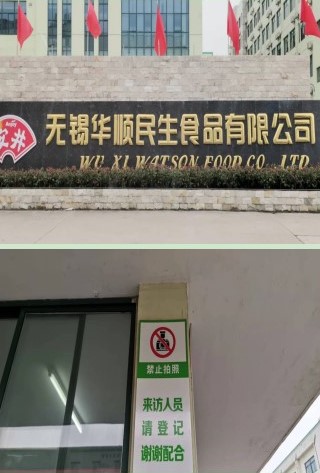 无锡华顺民生食品有限公司
WU XI WATSON FOOD CO., LTD
禁止拍照
来访人员
请登记
谢谢配合